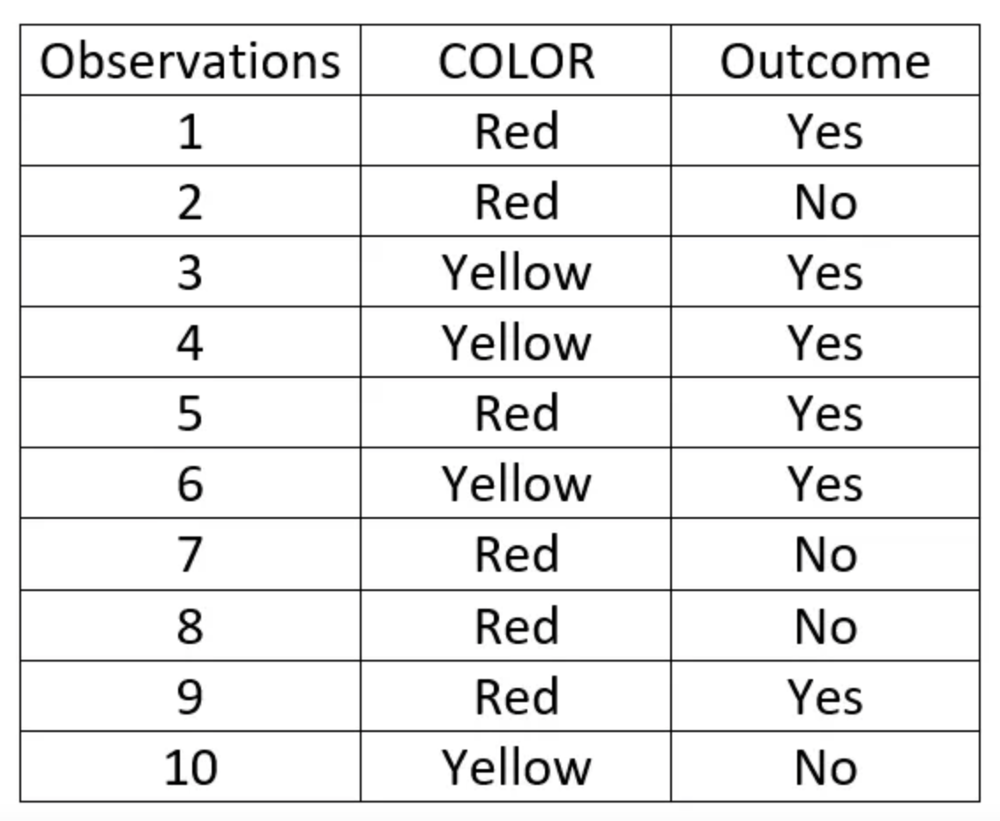 Observations COLOR Outcome
1 Red Yes
2 Red No
3 Yellow Yes
4 Yellow Yes
5 Red Yes
6 Yellow Yes
7 Red No
8 Red No
9 Red Yes
10 Yellow No